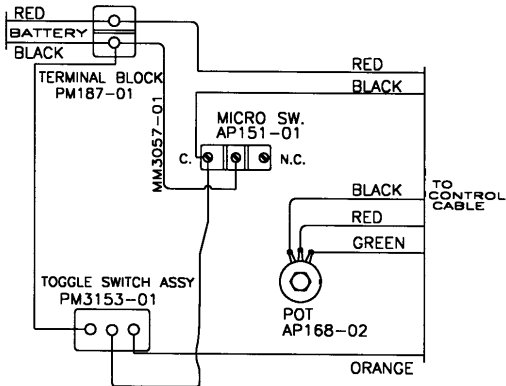 RED
BATTERY
BLACK
TERMINAL BLOCK
PM187-01
MM3057-01
RED
BLACK
MICRO SW.
AP151-01
C.
N.C.
BLACK
RED
GREEN
TO
CONTROL
CABLE
TOGGLE SWITCH ASSY
PM3153-01
POT
AP168-02
ORANGE